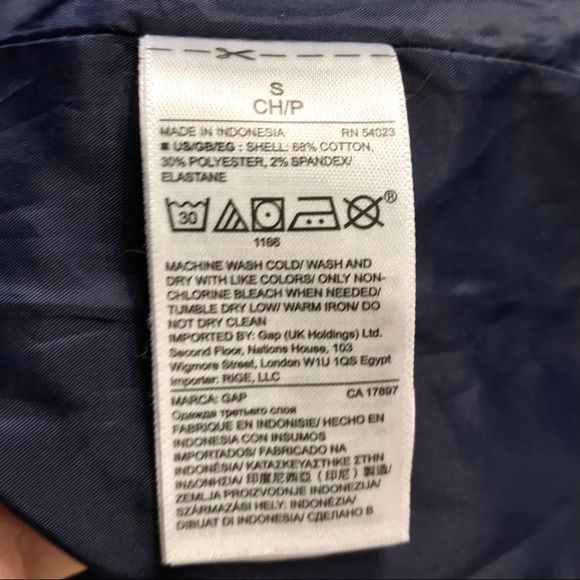 S
CH/P
MADE IN INDONESIA RN 54023
■ US/GB/EG : SHELL: 68% COTTON,
30% POLYESTER, 2% SPANDEX/
ELASTANE
30 ®
1166
MACHINE WASH COLD/ WASH AND
DRY WITH LIKE COLORS/ ONLY NON-
CHLORINE BLEACH WHEN NEEDED/
TUMBLE DRY LOW/ WARM IRON/ DO
NOT DRY CLEAN
IMPORTED BY: Gap (UK Holdings) Ltd.
Second Floor, Nations House, 103
Wigmore Street, London W1U 1QS Egypt
Importer: RIGE, LLC
MARCA: GAP CA 17897
Одежда третьего слоя
FABRIQUE EN INDONISIE/ HECHO EN
INDONESIA CON INSUMOS
IMPORTADOS/ FABRICADO NA
INDONÉSIA/ ΚΑΤΑΣΚΕΥΑΣΤΗΚΕ ΣΤΗΝ
ΙΝΔΟΝΗΣΙΑ/ 印度尼西亞（印尼）製造/
ZEMLJA PROIZVODNJE INDONEZIJA/
SZÁRMAZÁSI HELY: INDONÉZIA/
DIBUAT DI INDONESIA/ СДЕЛАНО В